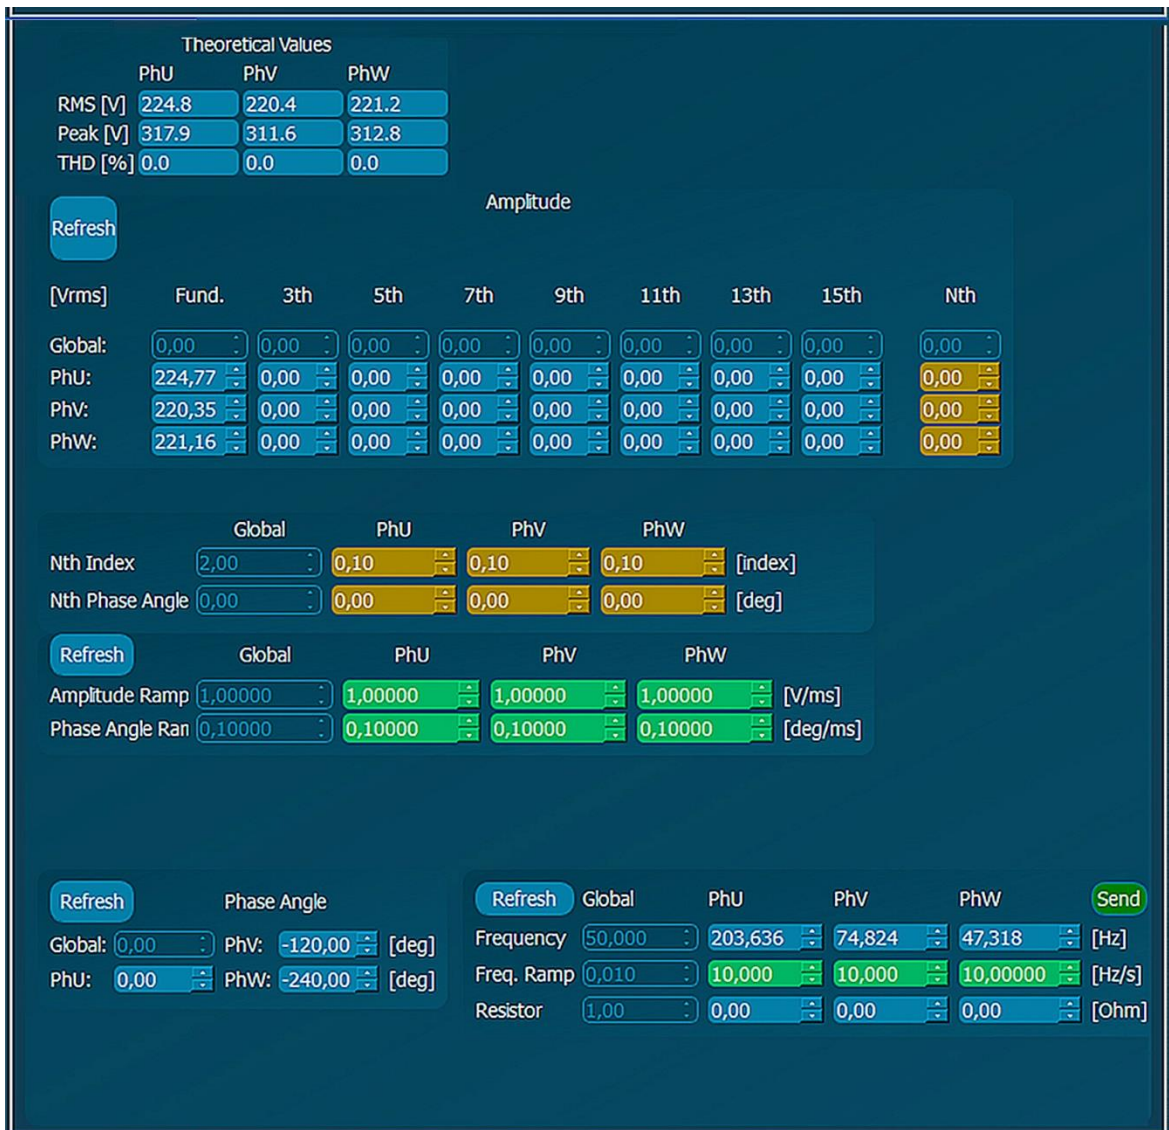 Theoretical Values
PhU PhV PhW
RMS [V] 224.8 220.4 221.2
Peak [V] 317.9 311.6 312.8
THD [%] 0.0 0.0 0.0
Refresh
Amplitude
[Vrms] Fund. 3th 5th 7th 9th 11th 13th 15th Nth
Global: 0,00 0,00 0,00 0,00 0,00 0,00 0,00 0,00 0,00
PhU: 224,77 0,00 0,00 0,00 0,00 0,00 0,00 0,00 0,00
PhV: 220,35 0,00 0,00 0,00 0,00 0,00 0,00 0,00 0,00
PhW: 221,16 0,00 0,00 0,00 0,00 0,00 0,00 0,00 0,00
Global PhU PhV PhW
Nth Index 2,00 0,10 0,10 0,10 [index]
Nth Phase Angle 0,00 0,00 0,00 0,00 [deg]
Refresh Global PhU PhV PhW
Amplitude Ramp 1,00000 1,00000 1,00000 1,00000 [V/ms]
Phase Angle Ran 0,10000 0,10000 0,10000 0,10000 [deg/ms]
Refresh Phase Angle
Global: 0,00 PhV: -120,00 [deg]
PhU: 0,00 PhW: -240,00 [deg]
Refresh Global PhU PhV PhW Send
Frequency 50,000 203,636 74,824 47,318 [Hz]
Freq. Ramp 0,010 10,000 10,000 10,00000 [Hz/s]
Resistor 1,00 0,00 0,00 0,00 [Ohm]